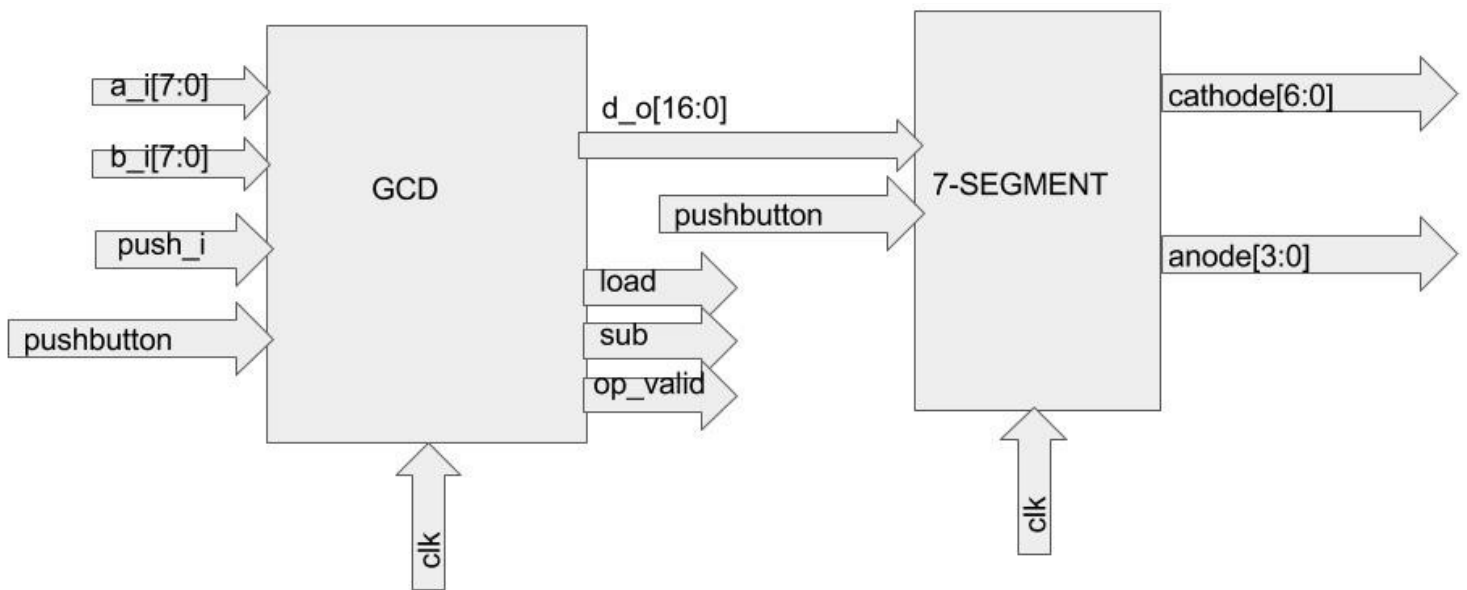 a_i[7:0]
b_i[7:0]
push_i
pushbutton
GCD
clk
d_o[16:0]
pushbutton
load
sub
op_valid
7-SEGMENT
clk
cathode[6:0]
anode[3:0]